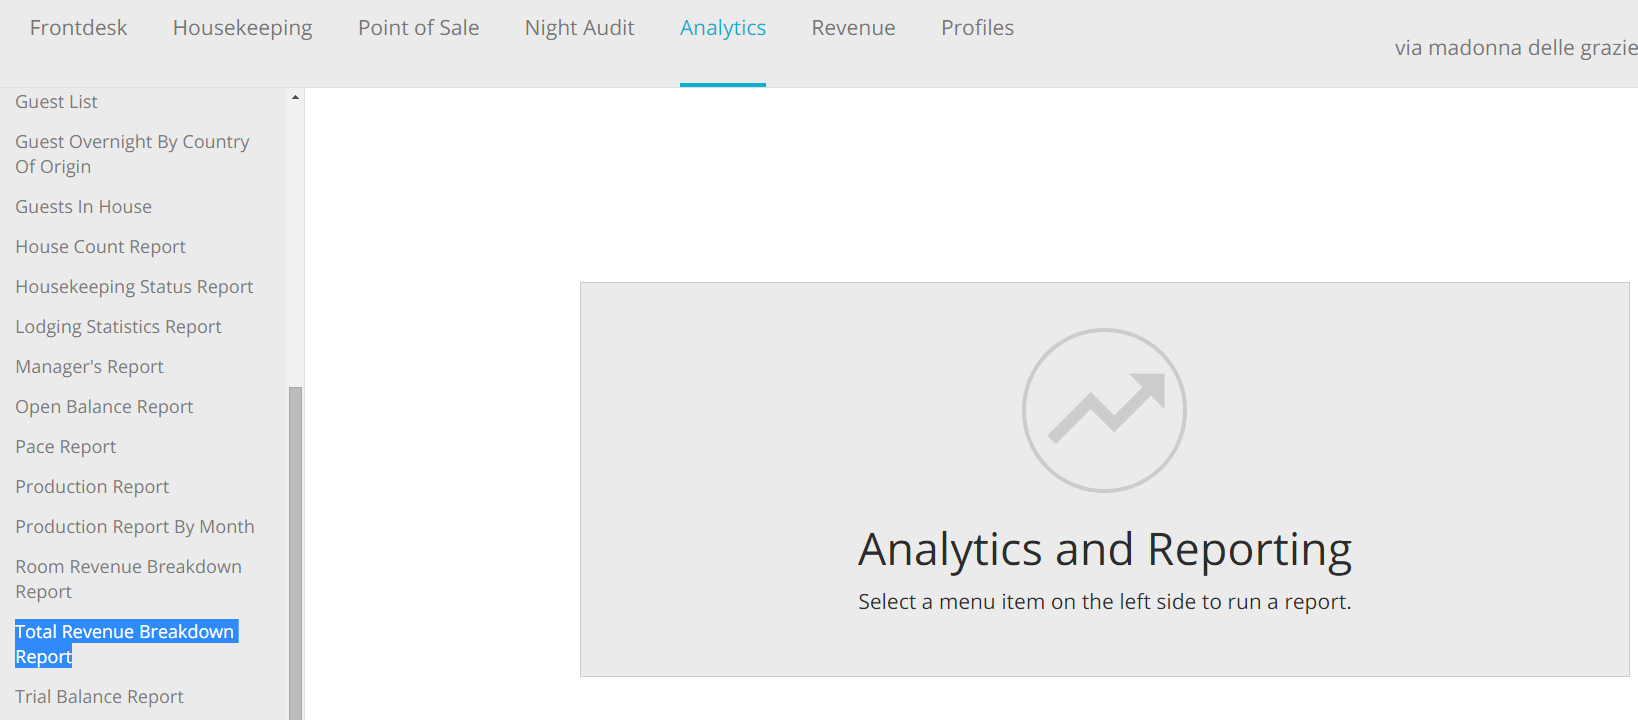 Frontdesk
Housekeeping
Point of Sale
Night Audit
Analytics
Revenue
Profiles
via madonna delle grazie
Guest List
Guest Overnight By Country
Of Origin
Guests In House
House Count Report
Housekeeping Status Report
Lodging Statistics Report
Manager's Report
Open Balance Report
Pace Report
Production Report
Production Report By Month
Room Revenue Breakdown
Report
Total Revenue Breakdown
Report
Trial Balance Report
Analytics and Reporting
Select a menu item on the left side to run a report.